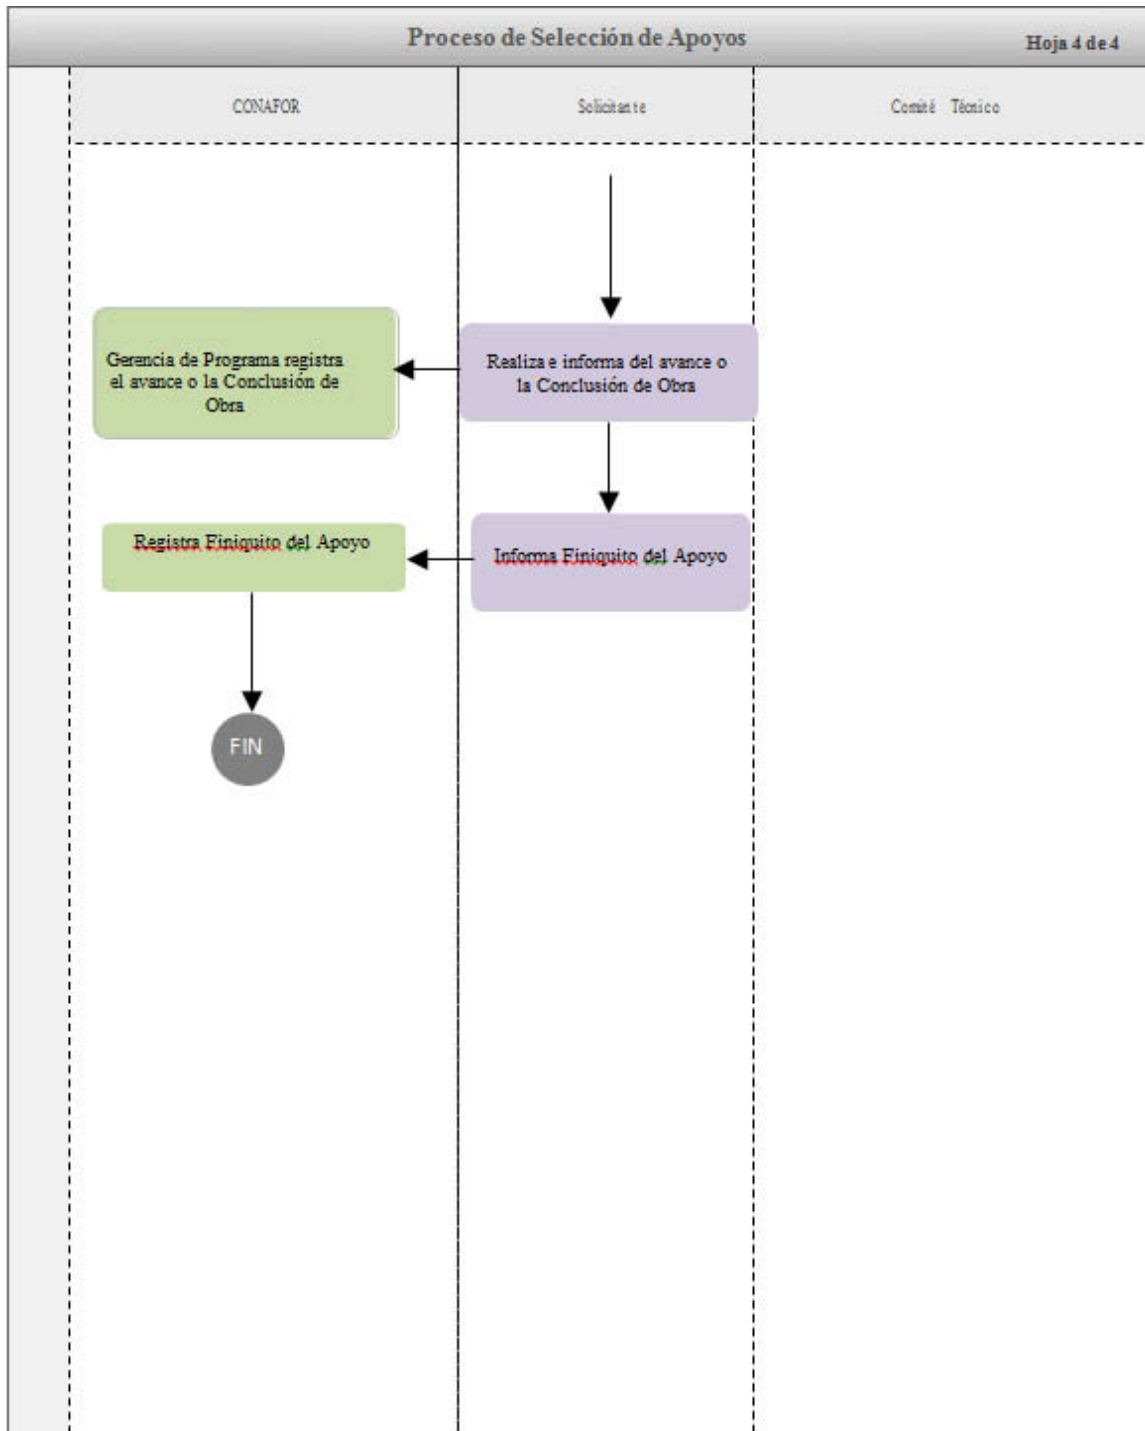 Proceso de Selección de Apoyos
Hoja 4 de 4
CONAFOR
Solicitante
Comité Técnico
Gerencia de Programa registra
el avance o la Conclusión de
Obra
Realiza e informa del avance o
la Conclusión de Obra
Registra Finiquito del Apoyo
Informa Finiquito del Apoyo
FIN